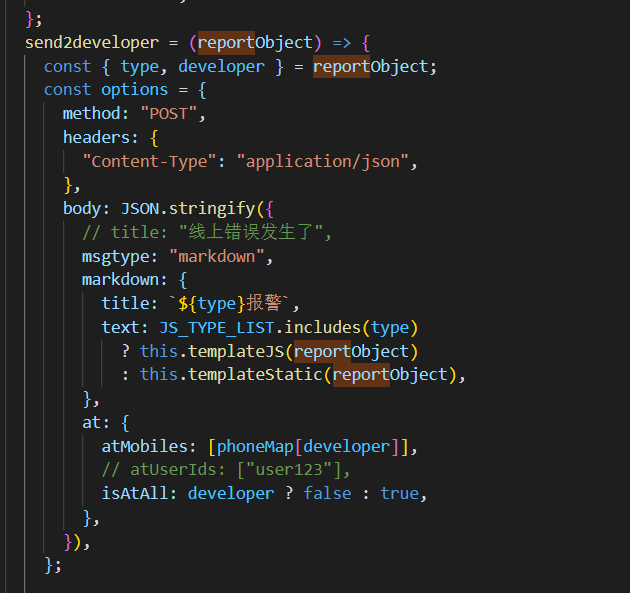 };
send2developer = (reportObject) => {
const { type, developer } = reportObject;
const options = {
method: "POST",
headers: {
"Content-Type": "application/json",
},
body: JSON.stringify({
// title: "线上错误发生了",
msgtype: "markdown",
markdown: {
title: `${type}报警`,
text: JS_TYPE_LIST.includes(type)
? this.templateJS(reportObject)
: this.templateStatic(reportObject),
},
at: {
atMobiles: [phoneMap[developer]],
// atUserIds: ["user123"],
isAtAll: developer ? false : true,
},
}),
};